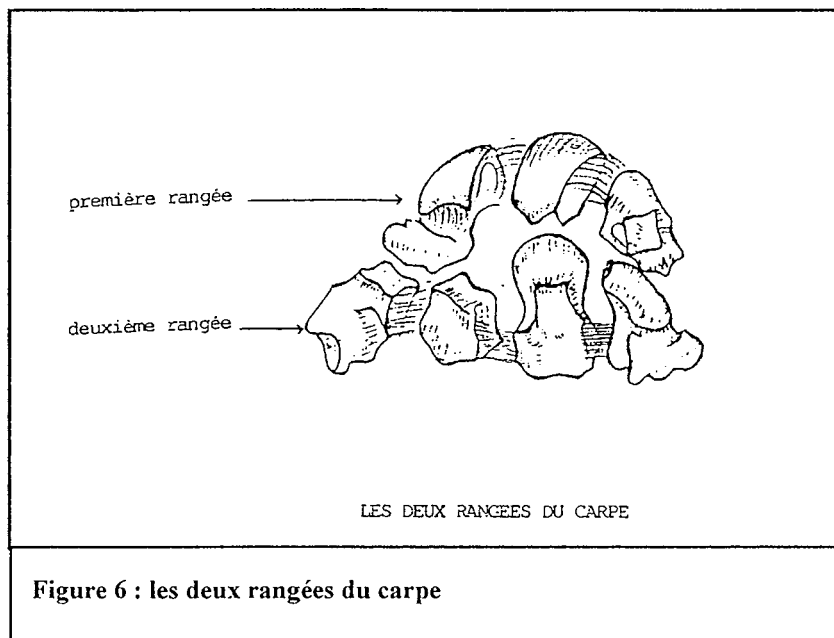 première rangée
deuxième rangée
LES DEUX RANGEES DU CARPE
Figure 6 : les deux rangées du carpe